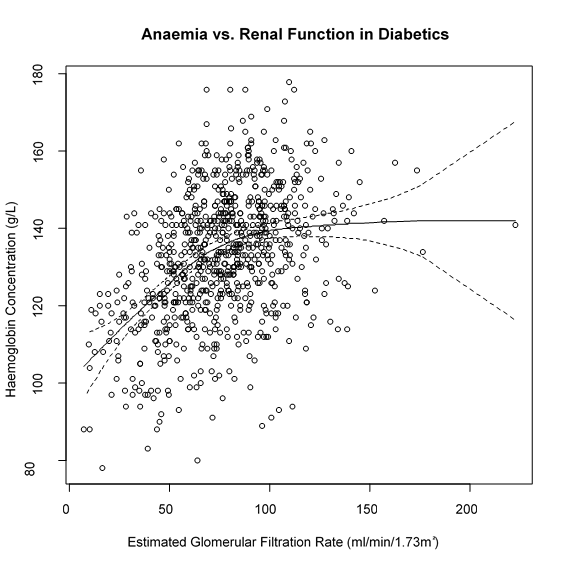 Anaemia vs. Renal Function in Diabetics
Haemoglobin Concentration (g/L)
180
160
140
120
100
80
0 50 100 150 200
Estimated Glomerular Filtration Rate (ml/min/1.73m²)